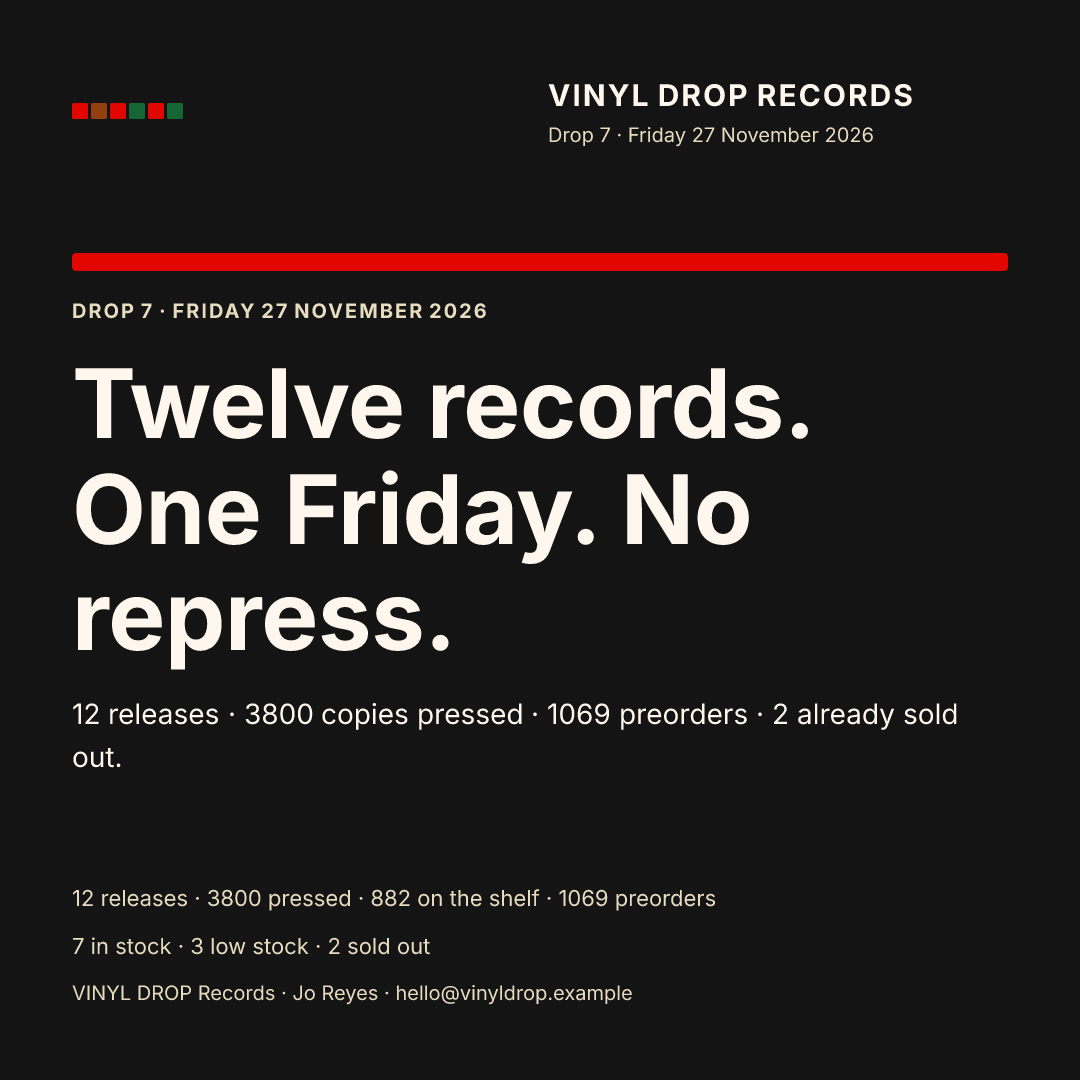 VINYL DROP RECORDS
Drop 7 · Friday 27 November 2026
DROP 7 · FRIDAY 27 NOVEMBER 2026
Twelve records.
One Friday. No
repress.
12 releases · 3800 copies pressed · 1069 preorders · 2 already sold
out.
12 releases · 3800 pressed · 882 on the shelf · 1069 preorders
7 in stock · 3 low stock · 2 sold out
VINYL DROP Records · Jo Reyes · hello@vinyldrop.example